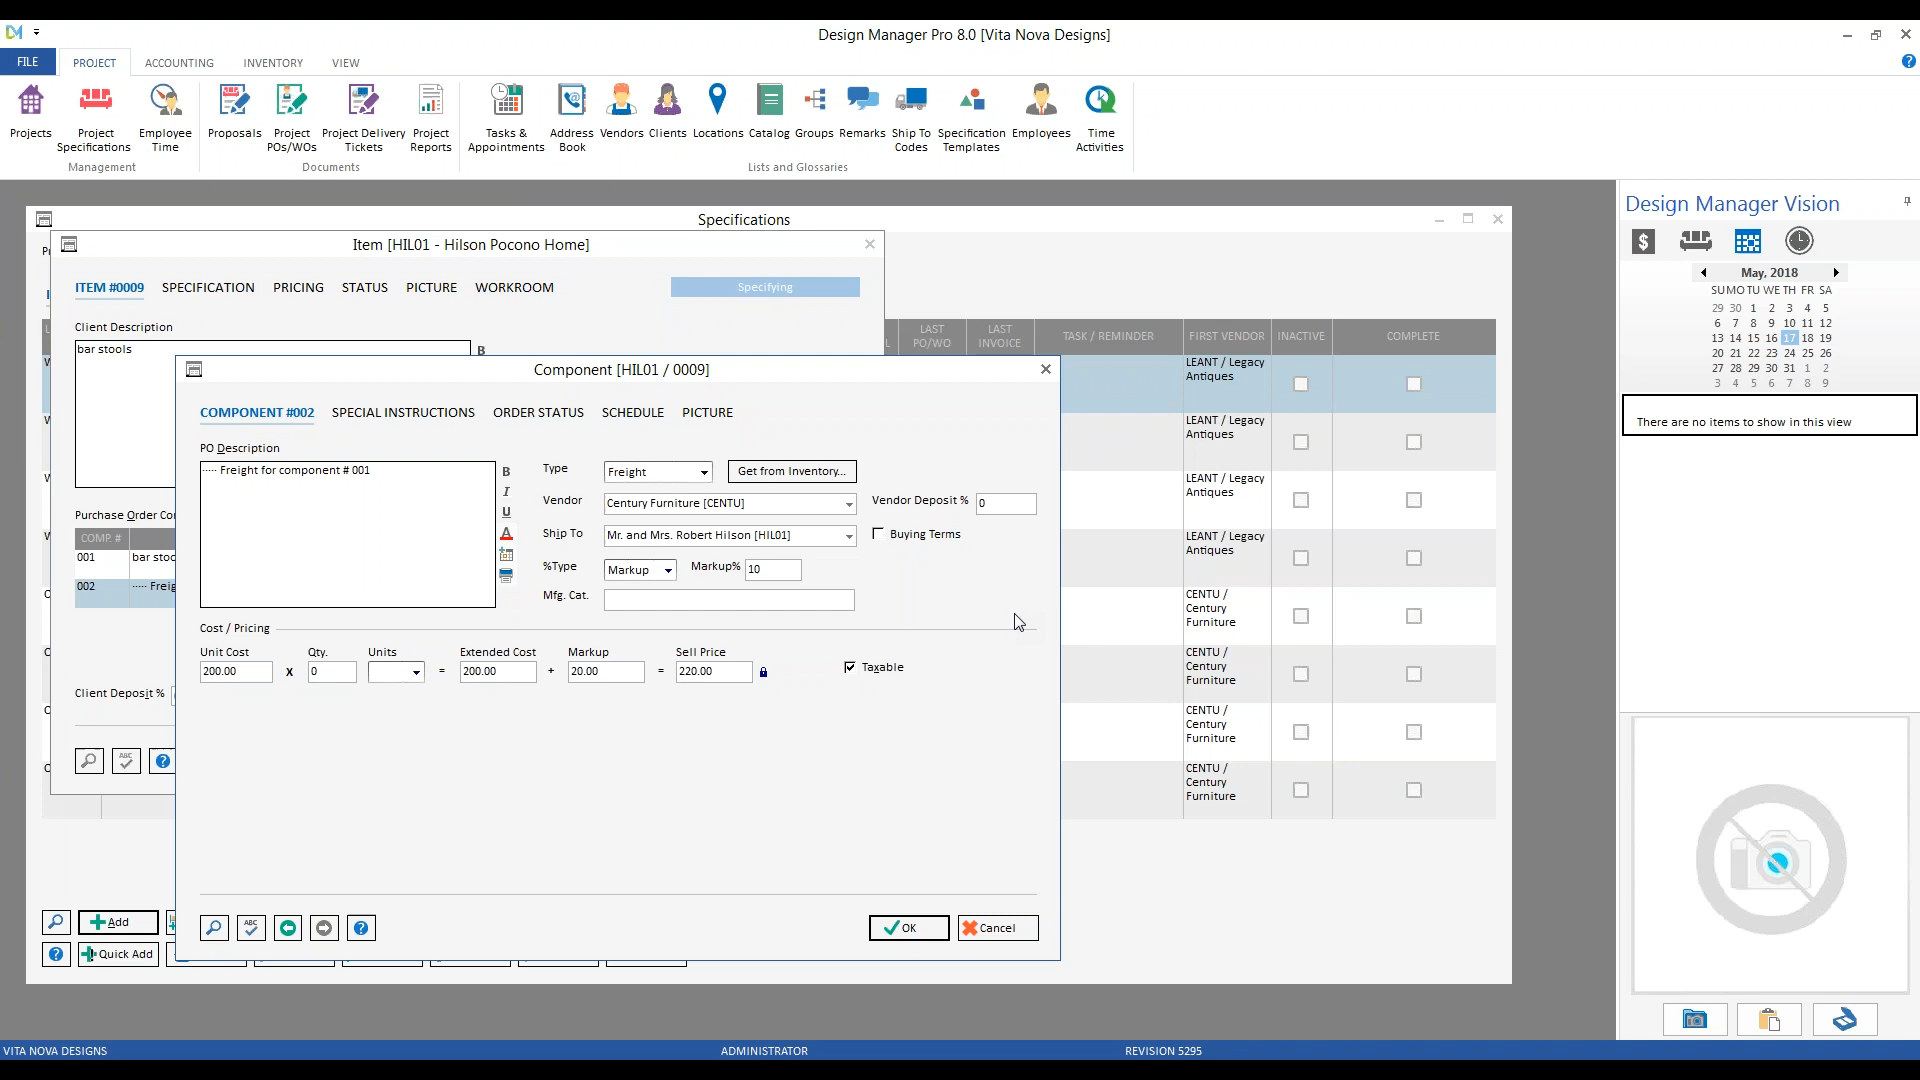 Design Manager Pro 8.0 [Vita Nova Designs]
FILE
PROJECT
ACCOUNTING
INVENTORY
VIEW
Projects
Project Specifications
Employee Time
Proposals
Project POs/WOs
Project Delivery Tickets
Project Reports
Tasks & Appointments
Address Book
Vendors
Clients
Locations
Catalog
Groups
Remarks
Ship To Codes
Specification Templates
Employees
Time Activities
Management
Documents
Lists and Glossaries
Specifications
Item [HIL01 - Hilson Pocono Home]
ITEM #0009
SPECIFICATION
PRICING
STATUS
PICTURE
WORKROOM
Specifying
Client Description
bar stools
B
Purchase Order Co
COMP. #
001
bar stoo
002
----- Freig
Client Deposit %
LAST PO/WO
LAST INVOICE
TASK / REMINDER
FIRST VENDOR
INACTIVE
COMPLETE
LEANT / Legacy Antiques
LEANT / Legacy Antiques
LEANT / Legacy Antiques
LEANT / Legacy Antiques
CENTU / Century Furniture
CENTU / Century Furniture
CENTU / Century Furniture
CENTU / Century Furniture
Component [HIL01 / 0009]
COMPONENT #002
SPECIAL INSTRUCTIONS
ORDER STATUS
SCHEDULE
PICTURE
PO Description
----- Freight for component # 001
B
I
U
A
Type
Freight
Get from Inventory...
Vendor
Century Furniture [CENTU]
Vendor Deposit %
0
Ship To
Mr. and Mrs. Robert Hilson [HIL01]
Buying Terms
%Type
Markup
Markup%
10
Mfg. Cat.
Cost / Pricing
Unit Cost
Qty.
Units
Extended Cost
Markup
Sell Price
200.00
x
0
=
200.00
+
20.00
=
220.00
Taxable
ABC
OK
Cancel
ABC
Add
Quick Add
Design Manager Vision
May, 2018
SU MO TU WE TH FR SA
29 30 1 2 3 4 5
6 7 8 9 10 11 12
13 14 15 16 17 18 19
20 21 22 23 24 25 26
27 28 29 30 31 1 2
3 4 5 6 7 8 9
There are no items to show in this view
VITA NOVA DESIGNS
ADMINISTRATOR
REVISION 5295